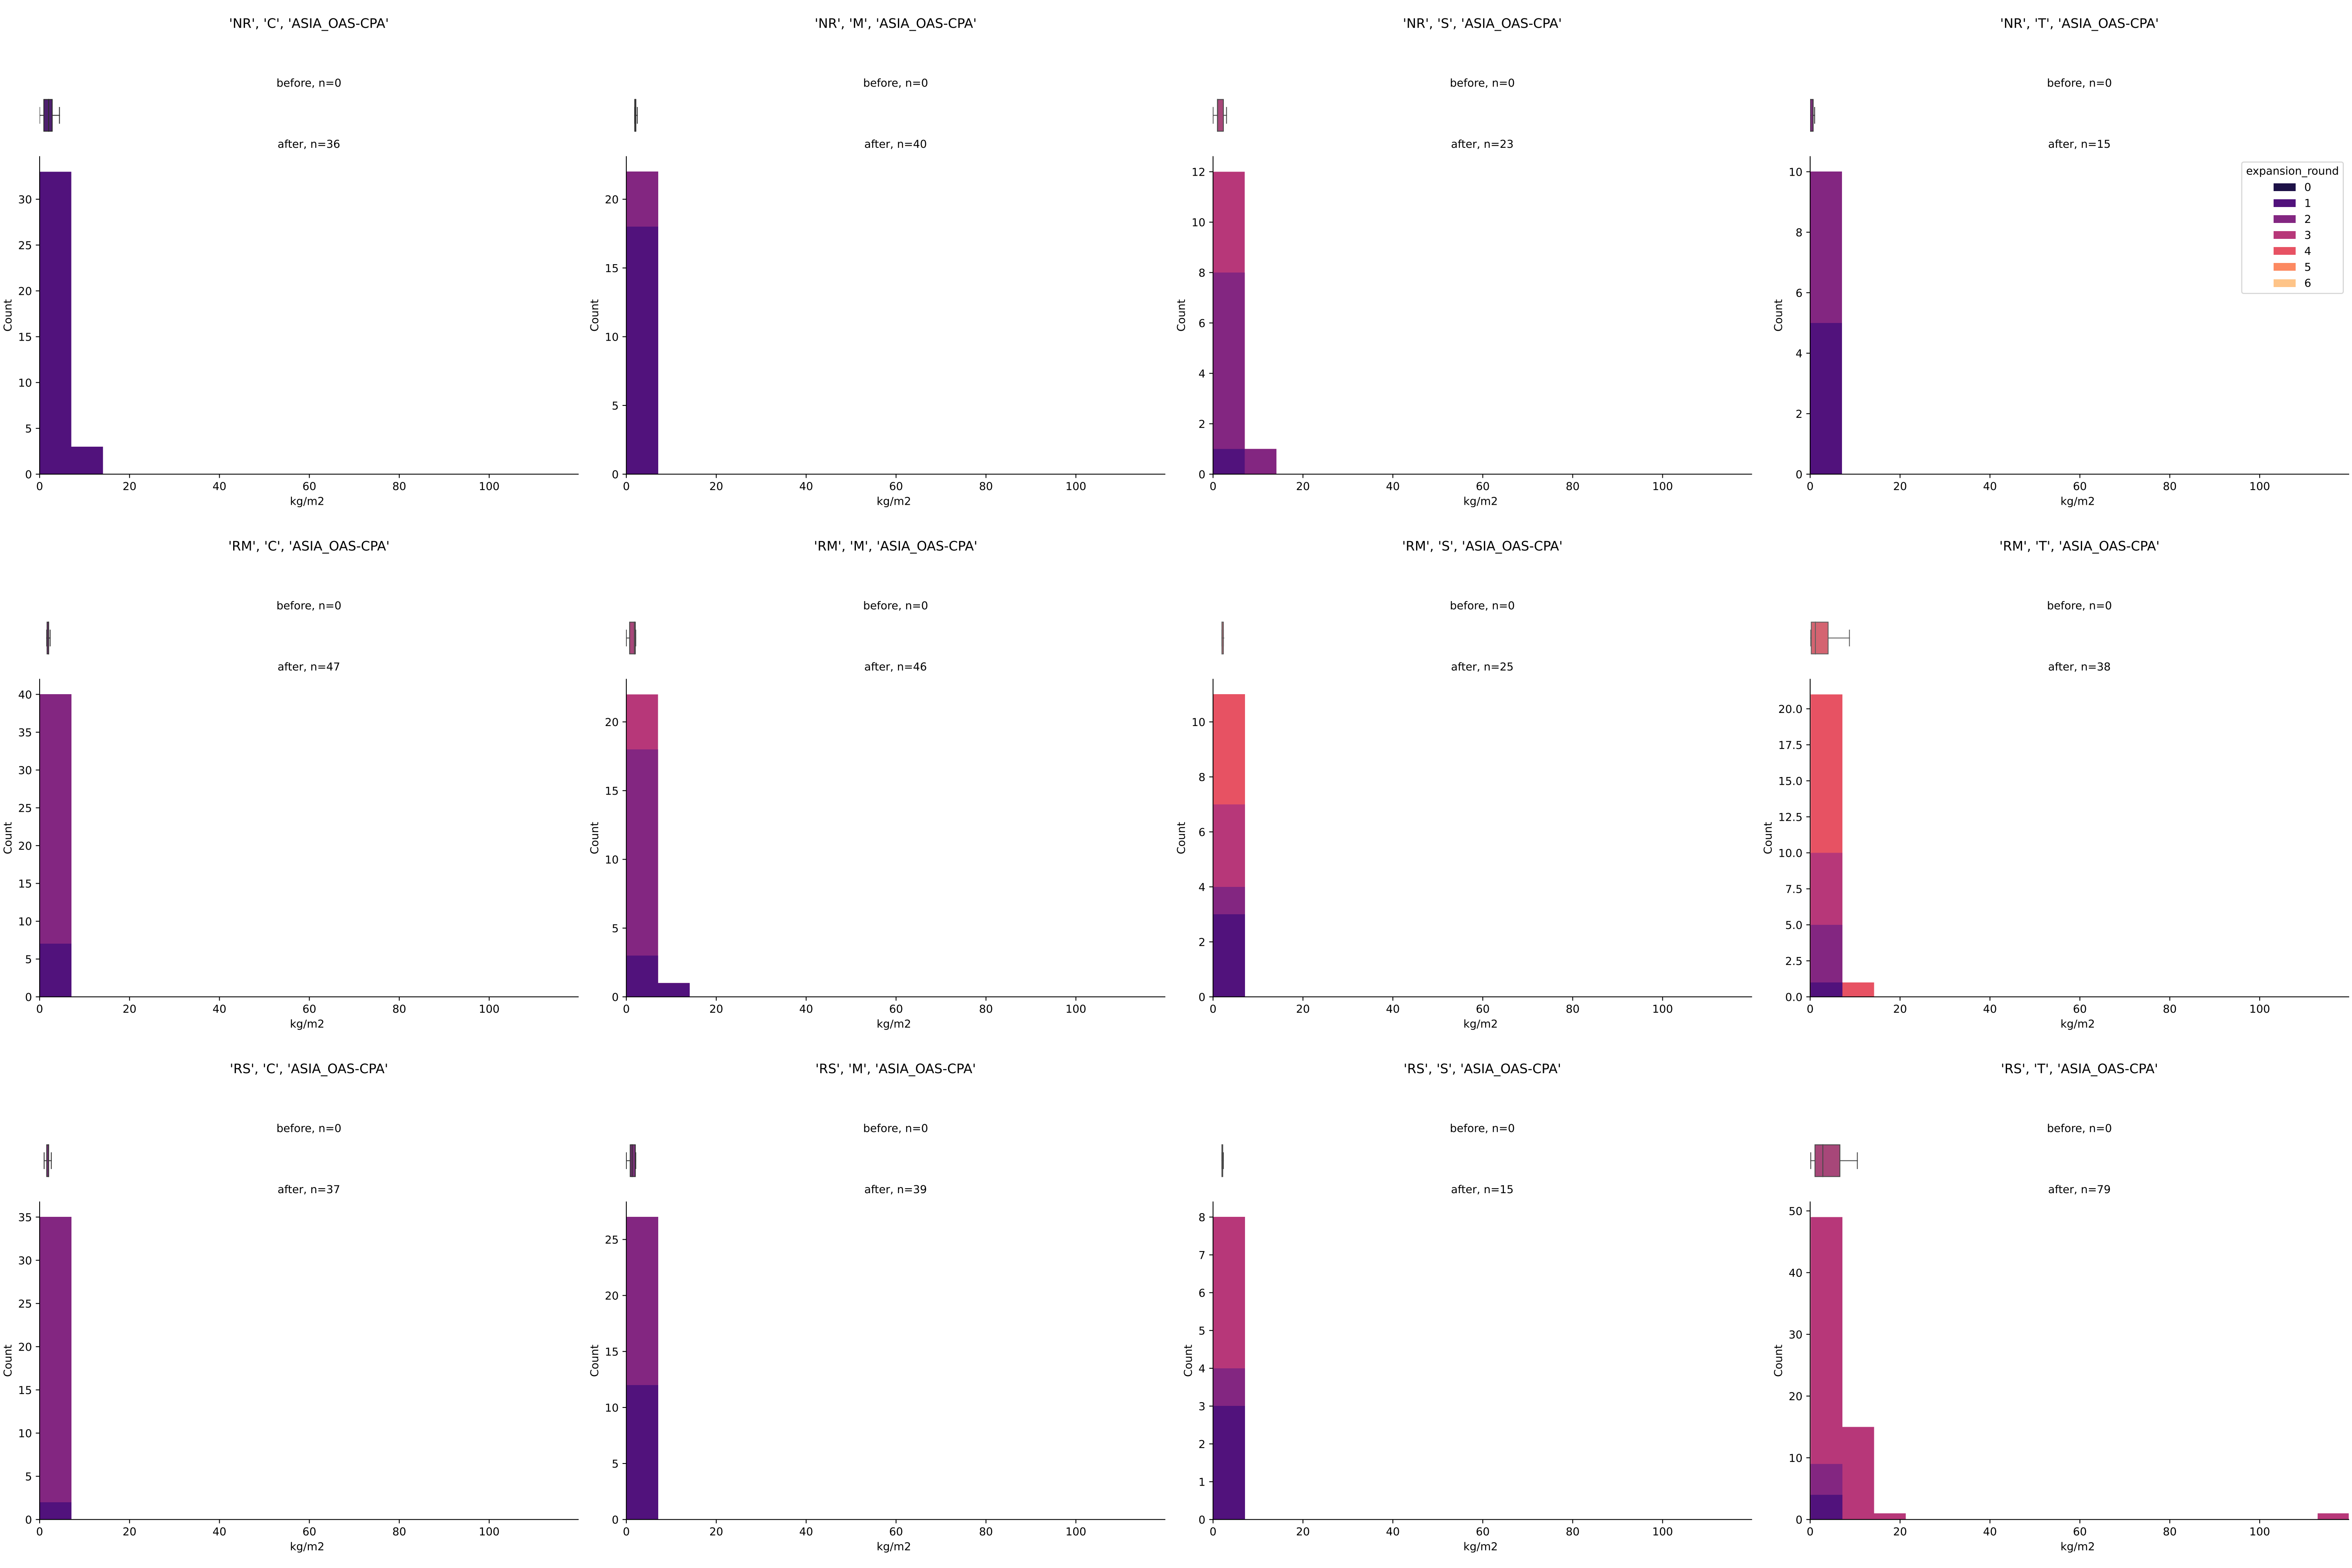 'NR', 'C', 'ASIA_OAS-CPA'
before, n=0
after, n=36
30
25
20
15
10
5
0
Count
0 20 40 60 80 100
kg/m2
'NR', 'M', 'ASIA_OAS-CPA'
before, n=0
after, n=40
20
15
10
5
0
Count
0 20 40 60 80 100
kg/m2
'NR', 'S', 'ASIA_OAS-CPA'
before, n=0
after, n=23
12
10
8
6
4
2
0
Count
0 20 40 60 80 100
kg/m2
'NR', 'T', 'ASIA_OAS-CPA'
before, n=0
after, n=15
10
8
6
4
2
0
Count
0 20 40 60 80 100
kg/m2
expansion_round
0
1
2
3
4
5
6
'RM', 'C', 'ASIA_OAS-CPA'
before, n=0
after, n=47
40
35
30
25
20
15
10
5
0
Count
0 20 40 60 80 100
kg/m2
'RM', 'M', 'ASIA_OAS-CPA'
before, n=0
after, n=46
20
15
10
5
0
Count
0 20 40 60 80 100
kg/m2
'RM', 'S', 'ASIA_OAS-CPA'
before, n=0
after, n=25
10
8
6
4
2
0
Count
0 20 40 60 80 100
kg/m2
'RM', 'T', 'ASIA_OAS-CPA'
before, n=0
after, n=38
20.0
17.5
15.0
12.5
10.0
7.5
5.0
2.5
0.0
Count
0 20 40 60 80 100
kg/m2
'RS', 'C', 'ASIA_OAS-CPA'
before, n=0
after, n=37
35
30
25
20
15
10
5
0
Count
0 20 40 60 80 100
kg/m2
'RS', 'M', 'ASIA_OAS-CPA'
before, n=0
after, n=39
25
20
15
10
5
0
Count
0 20 40 60 80 100
kg/m2
'RS', 'S', 'ASIA_OAS-CPA'
before, n=0
after, n=15
8
7
6
5
4
3
2
1
0
Count
0 20 40 60 80 100
kg/m2
'RS', 'T', 'ASIA_OAS-CPA'
before, n=0
after, n=79
50
40
30
20
10
0
Count
0 20 40 60 80 100
kg/m2